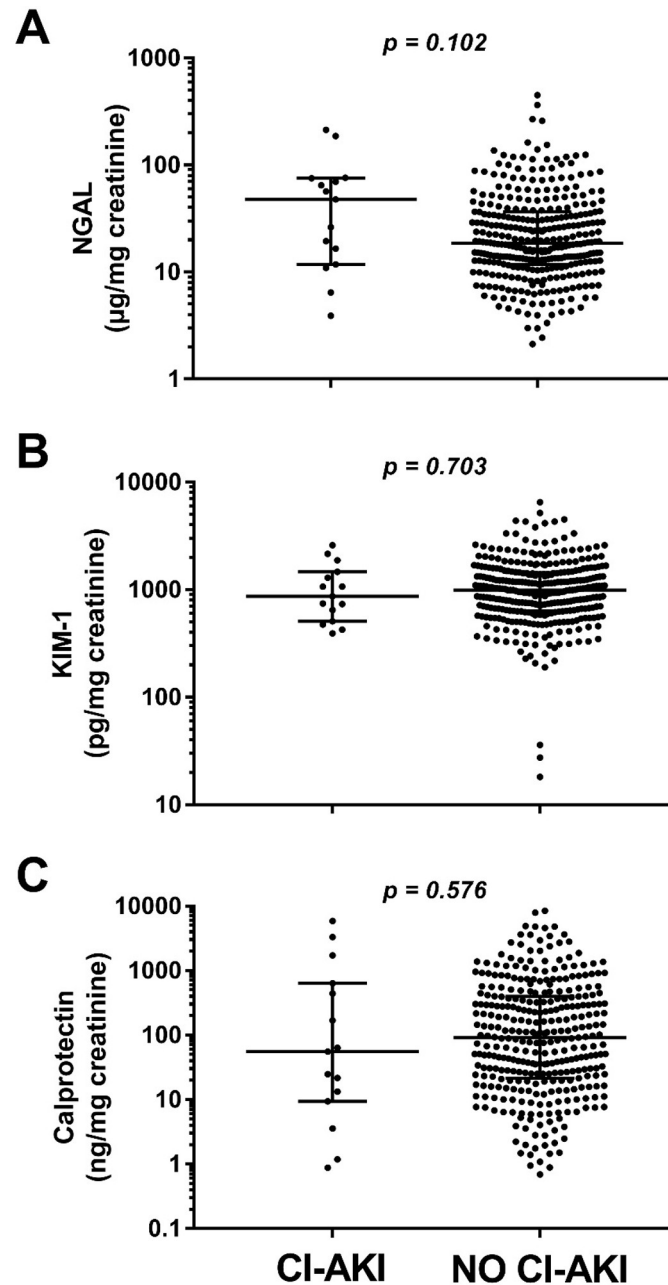 A
p = 0.102
1000
100
10
1
NGAL
(µg/mg creatinine)
B
p = 0.703
10000
1000
100
10
KIM-1
(pg/mg creatinine)
C
p = 0.576
10000
1000
100
10
1
0.1
Calprotectin
(ng/mg creatinine)
CI-AKI NO CI-AKI